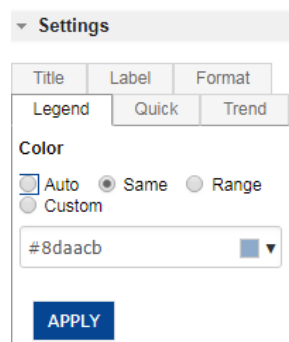 Settings
Title Label Format
Legend Quick Trend
Color
Auto Same Range
Custom
#8daacb
APPLY